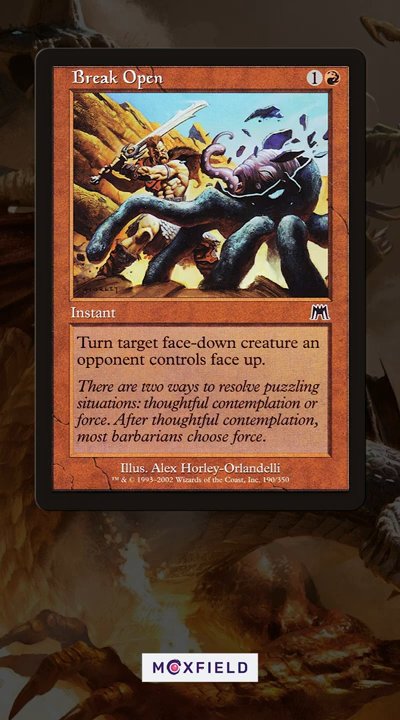 Break Open
1
Instant
Turn target face-down creature an
opponent controls face up.
There are two ways to resolve puzzling
situations: thoughtful contemplation or
force. After thoughtful contemplation,
most barbarians choose force.
Illus. Alex Horley-Orlandelli
™ & © 1993–2002 Wizards of the Coast, Inc. 190/350
MOXFIELD